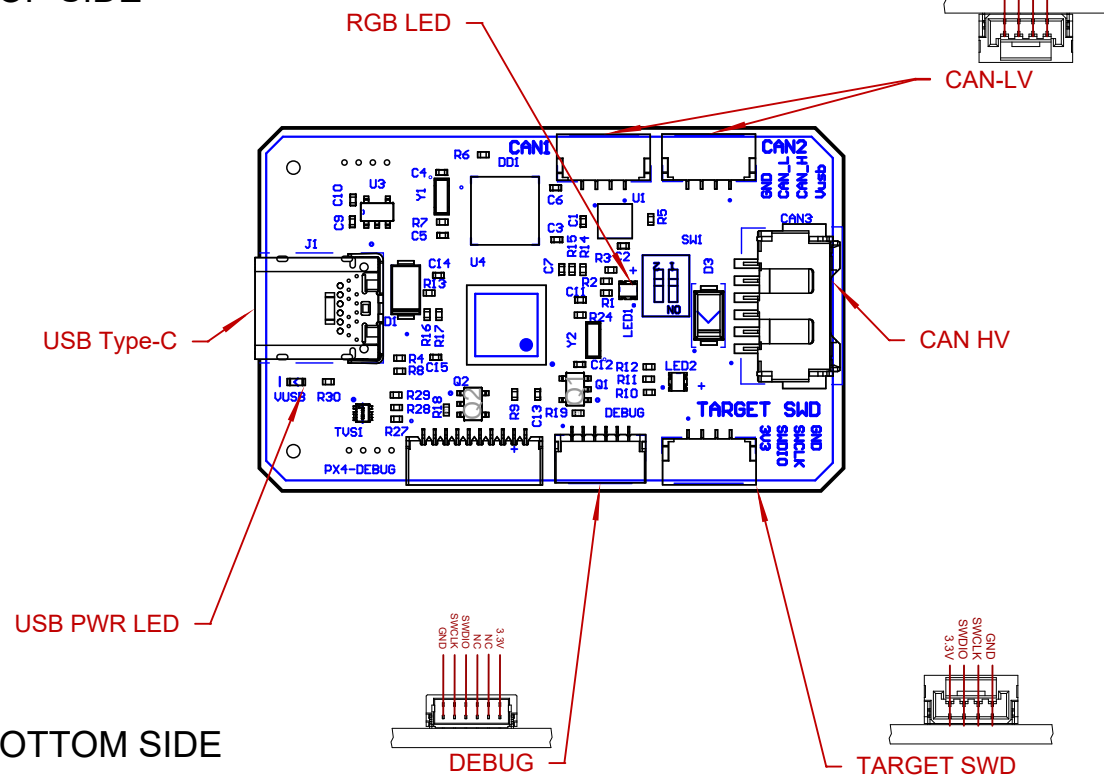 OP SIDE
RGB LED
CAN-LV
CAN1
CAN2
R6
DD1
GND
CAN_L
CAN_H
Vusb
C4
Y1
U3
C10
C9
R7
C5
C6
U1
C1
R5
C3
C2
CAN3
J1
U4
C14
R13
C7
R15
R14
R3
R2
R1
C11
SW1
2 1
ON
D3
LED1
USB Type-C
CAN HV
D1
R16
R17
R24
Y2
R4
R8
C15
C12
R12
R11
R10
LED2
VUSB
R30
Q2
Q2
Q1
Q1
R29
R28
R27
R18
R9
C13
R19
DEBUG
TARGET SWD
3V3
SWDIO
SWCLK
GND
TVS1
PX4-DEBUG
USB PWR LED
GND
SWCLK
SWDIO
NC
NC
3.3V
3.3V
SWDIO
SWCLK
GND
OTTOM SIDE
DEBUG
TARGET SWD